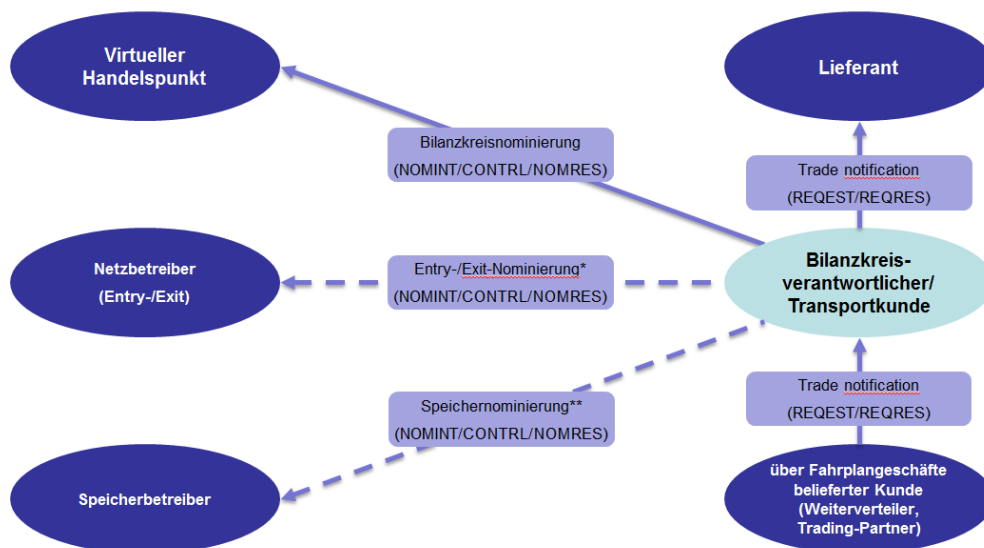 Virtueller
Handelspunkt
Lieferant
Bilanzkreisnominierung
(NOMINT/CONTRL/NOMRES)
Trade notification
(REQEST/REQRES)
Netzbetreiber
(Entry-/Exit)
Entry-/Exit-Nominierung*
(NOMINT/CONTRL/NOMRES)
Bilanzkreis-
verantwortlicher/
Transportkunde
Speichernominierung**
(NOMINT/CONTRL/NOMRES)
Trade notification
(REQEST/REQRES)
Speicherbetreiber
über Fahrplangeschäfte
belieferter Kunde
(Weiterverteiler,
Trading-Partner)